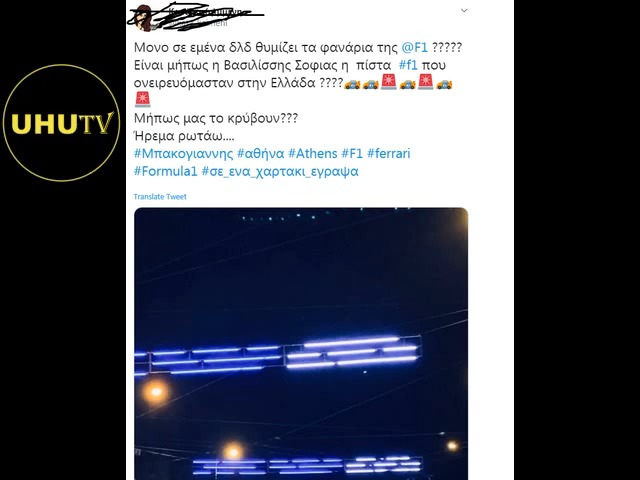 UHUTV
Μονο σε εμένα δλδ θυμίζει τα φανάρια της @F1 ?????
Είναι μήπως η Βασιλίσσης Σοφιας η πίστα #f1 που
ονειρευόμασταν στην Ελλάδα ????
Μήπως μας το κρύβουν???
Ήρεμα ρωτάω....
#Μπακογιαννης #αθήνα #Athens #F1 #ferrari
#Formula1 #σε_ενα_χαρτακι_εγραψα
Translate Tweet